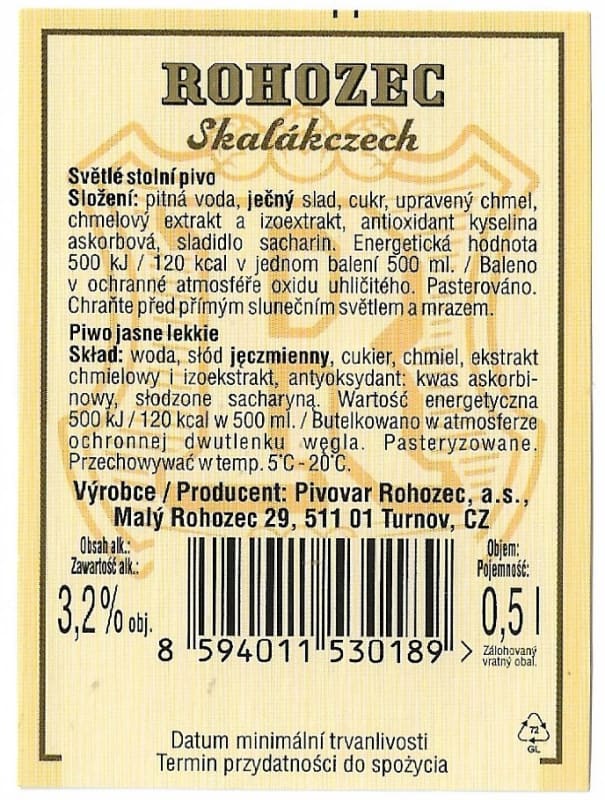 ROHOZEC
Skalákczech
Světlé stolní pivo
Složení: pitná voda, ječný slad, cukr, upravený chmel,
chmelový extrakt a izoextrakt, antioxidant kyselina
askorbová, sladidlo sacharin. Energetická hodnota
500 kJ / 120 kcal v jednom balení 500 ml. / Baleno
v ochranné atmosféře oxidu uhličitého. Pasterováno.
Chraňte před přímým slunečním světlem a mrazem.
Piwo jasne lekkie
Skład: woda, słód jęczmienny, cukier, chmiel, ekstrakt
chmielowy i izoekstrakt, antyoksydant: kwas askorbi-
nowy, słodzone sacharyną. Wartość energetyczna
500 kJ / 120 kcal w 500 ml. / Butelkowano w atmosferze
ochronnej dwutlenku węgla. Pasteryzowane.
Przechowywać w temp. 5°C - 20°C.
Výrobce / Producent: Pivovar Rohozec, a.s.,
Malý Rohozec 29, 511 01 Turnov, CZ
Obsah alk.:
Zawartość alk.:
3,2% obj.
Objem:
Pojemność:
0,5 l
Zálohovaný
vratný obal.
8 594011 530189 >
72
GL
Datum minimální trvanlivosti
Termin przydatności do spożycia